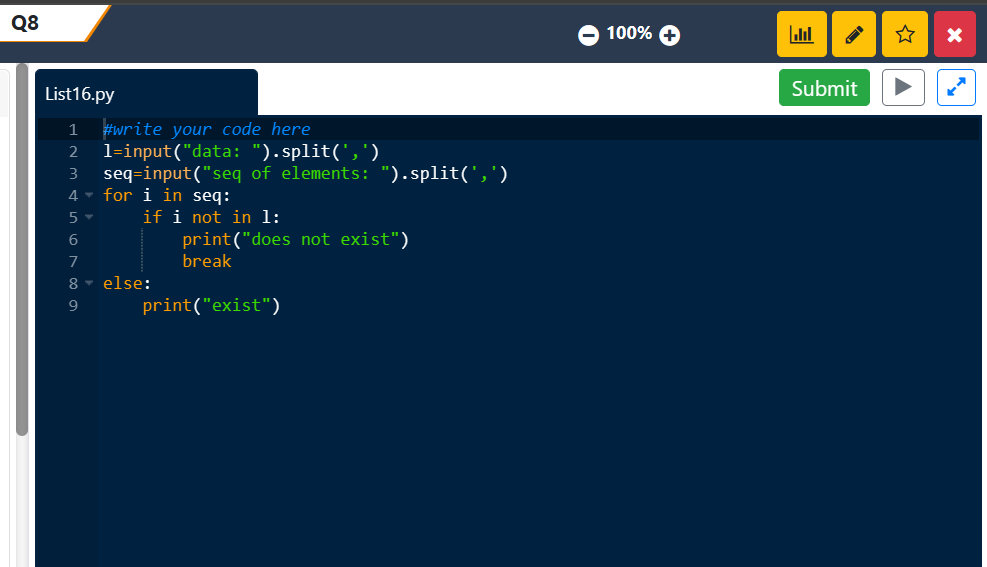 Q8
100%
List16.py
Submit
1 #write your code here
2 l=input("data: ").split(',')
3 seq=input("seq of elements: ").split(',')
4 for i in seq:
5     if i not in l:
6         print("does not exist")
7         break
8 else:
9     print("exist")